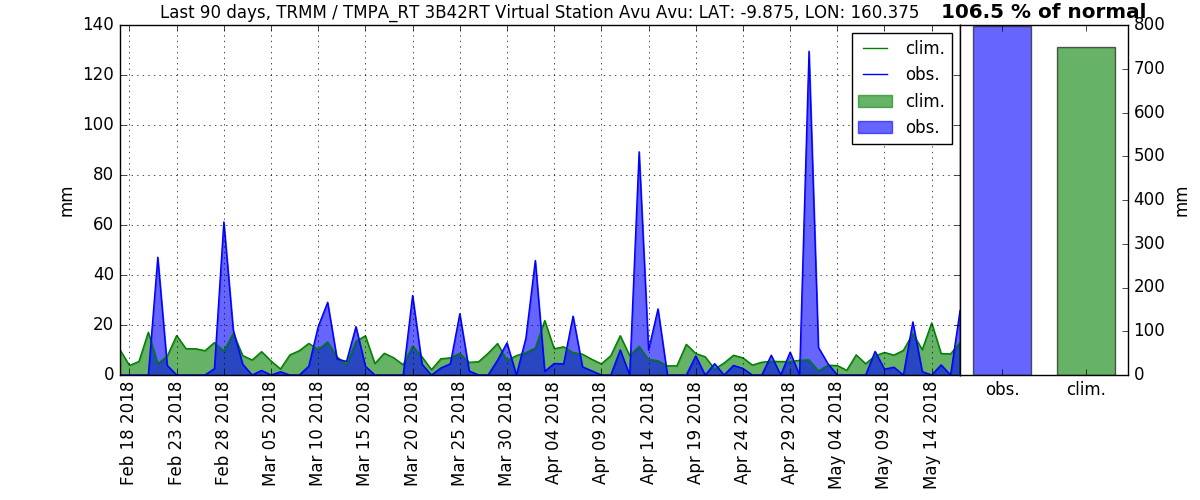 Last 90 days, TRMM / TMPA_RT 3B42RT Virtual Station Avu Avu: LAT: -9.875, LON: 160.375
106.5 % of normal
140
120
100
80
60
40
20
0
mm
clim.
obs.
clim.
obs.
Feb 18 2018
Feb 23 2018
Feb 28 2018
Mar 05 2018
Mar 10 2018
Mar 15 2018
Mar 20 2018
Mar 25 2018
Mar 30 2018
Apr 04 2018
Apr 09 2018
Apr 14 2018
Apr 19 2018
Apr 24 2018
Apr 29 2018
May 04 2018
May 09 2018
May 14 2018
800
700
600
500
400
300
200
100
0
mm
obs.
clim.